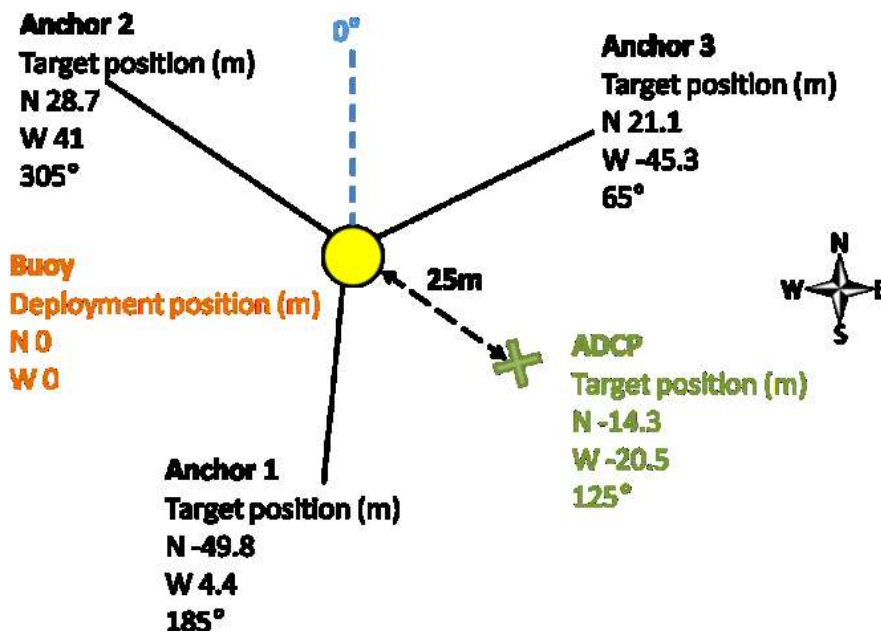 Anchor 2
Target position (m)
N 28.7
W 41
305°
0°
Anchor 3
Target position (m)
N 21.1
W -45.3
65°
Buoy
Deployment position (m)
N 0
W 0
25m
N
W E
S
ADCP
Target position (m)
N -14.3
W -20.5
125°
Anchor 1
Target position (m)
N -49.8
W 4.4
185°